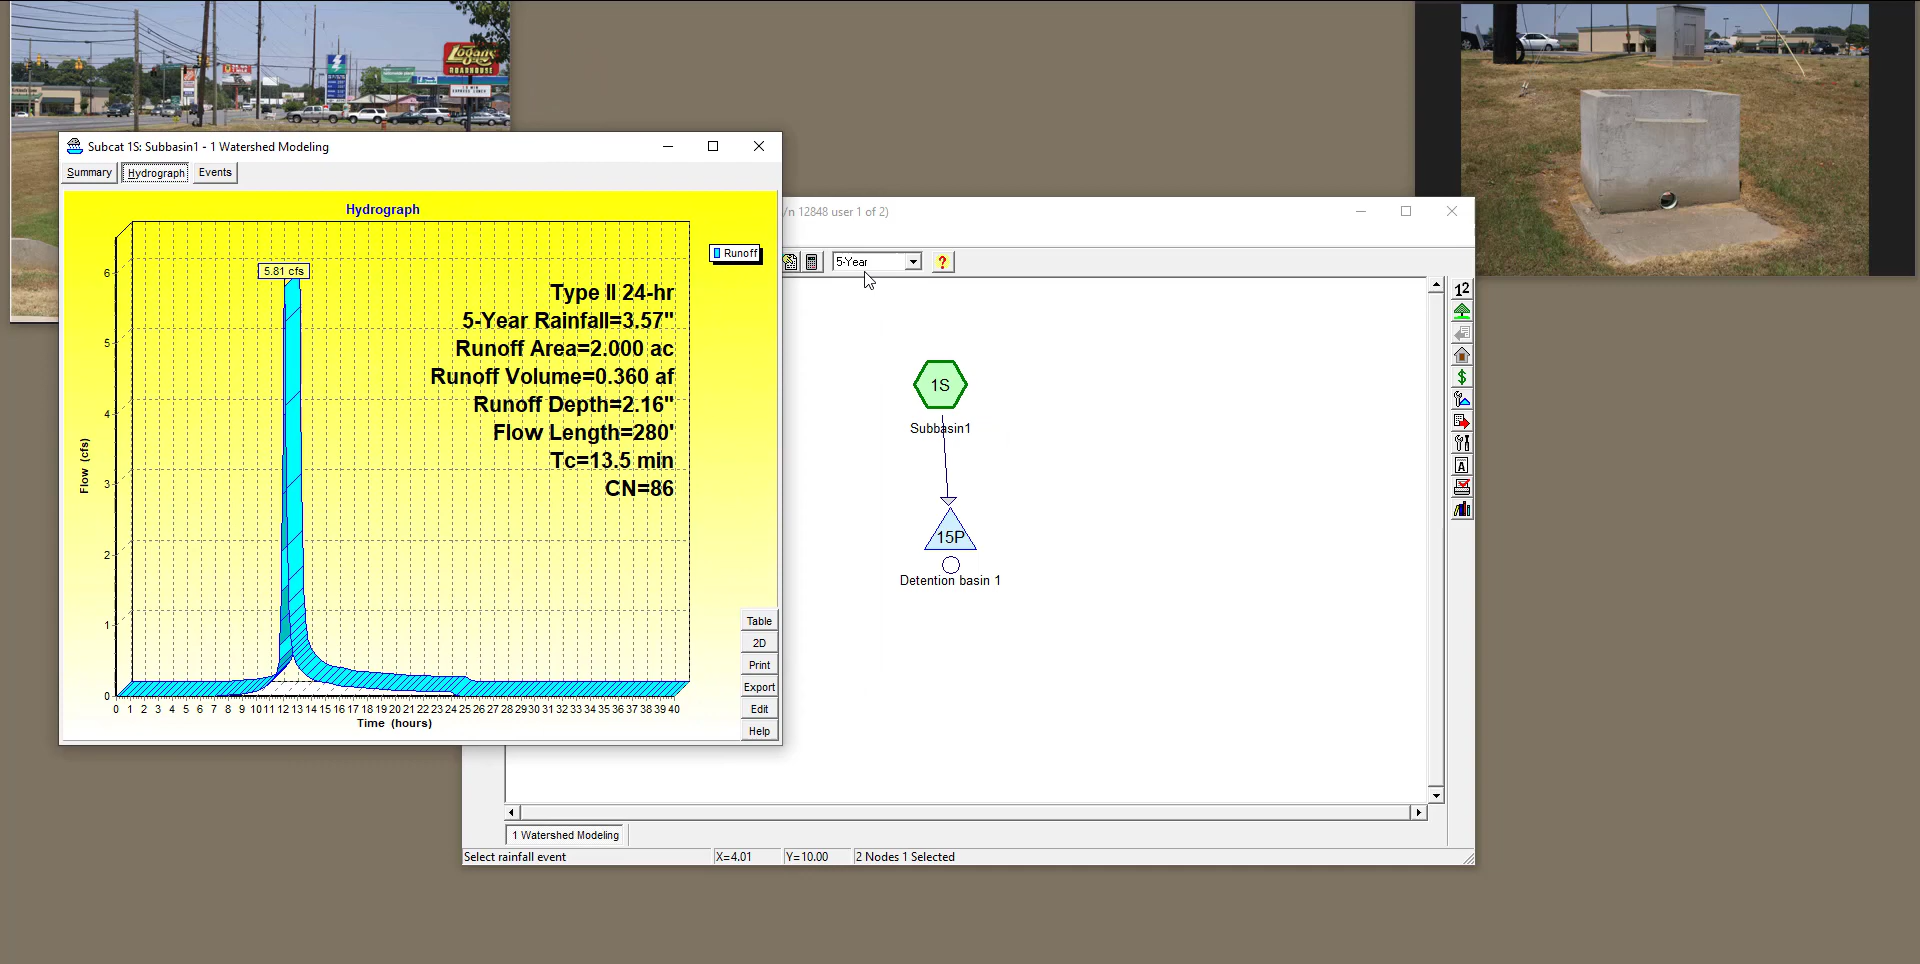 Logan's
ROADHOUSE
Subcat 1S: Subbasin1 - 1 Watershed Modeling
Summary
Hydrograph
Events
Hydrograph
Runoff
5.81 cfs
Type II 24-hr
5-Year Rainfall=3.57"
Runoff Area=2.000 ac
Runoff Volume=0.360 af
Runoff Depth=2.16"
Flow Length=280'
Tc=13.5 min
CN=86
Flow (cfs)
6
5
4
3
2
1
0
0 1 2 3 4 5 6 7 8 9 10 11 12 13 14 15 16 17 18 19 20 21 22 23 24 25 26 27 28 29 30 31 32 33 34 35 36 37 38 39 40
Time (hours)
Table
2D
Print
Export
Edit
Help
/n 12848 user 1 of 2)
5-Year
?
12
$
A
1S
Subbasin1
15P
Detention basin 1
1 Watershed Modeling
Select rainfall event
X=4.01
Y=10.00
2 Nodes 1 Selected